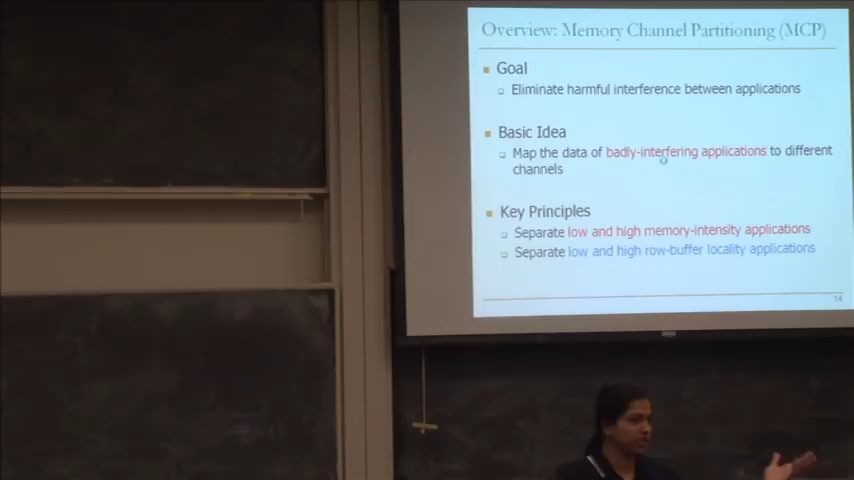 Overview: Memory Channel Partitioning (MCP)
Goal
Eliminate harmful interference between applications
Basic Idea
Map the data of badly-interfering applications to different
channels
Key Principles
Separate low and high memory-intensity applications
Separate low and high row-buffer locality applications
14